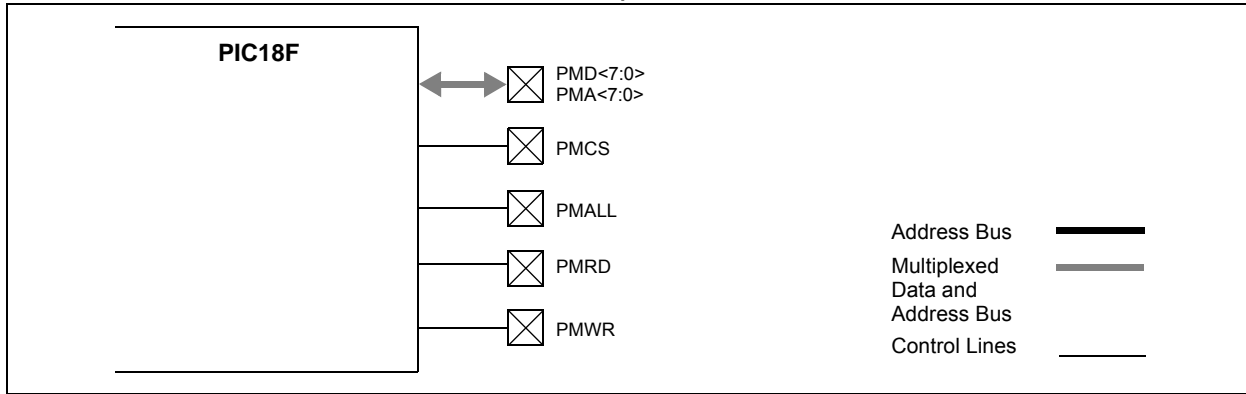 PIC18F
PMD<7:0>
PMA<7:0>
PMCS
PMALL
PMRD
PMWR
Address Bus
Multiplexed
Data and
Address Bus
Control Lines